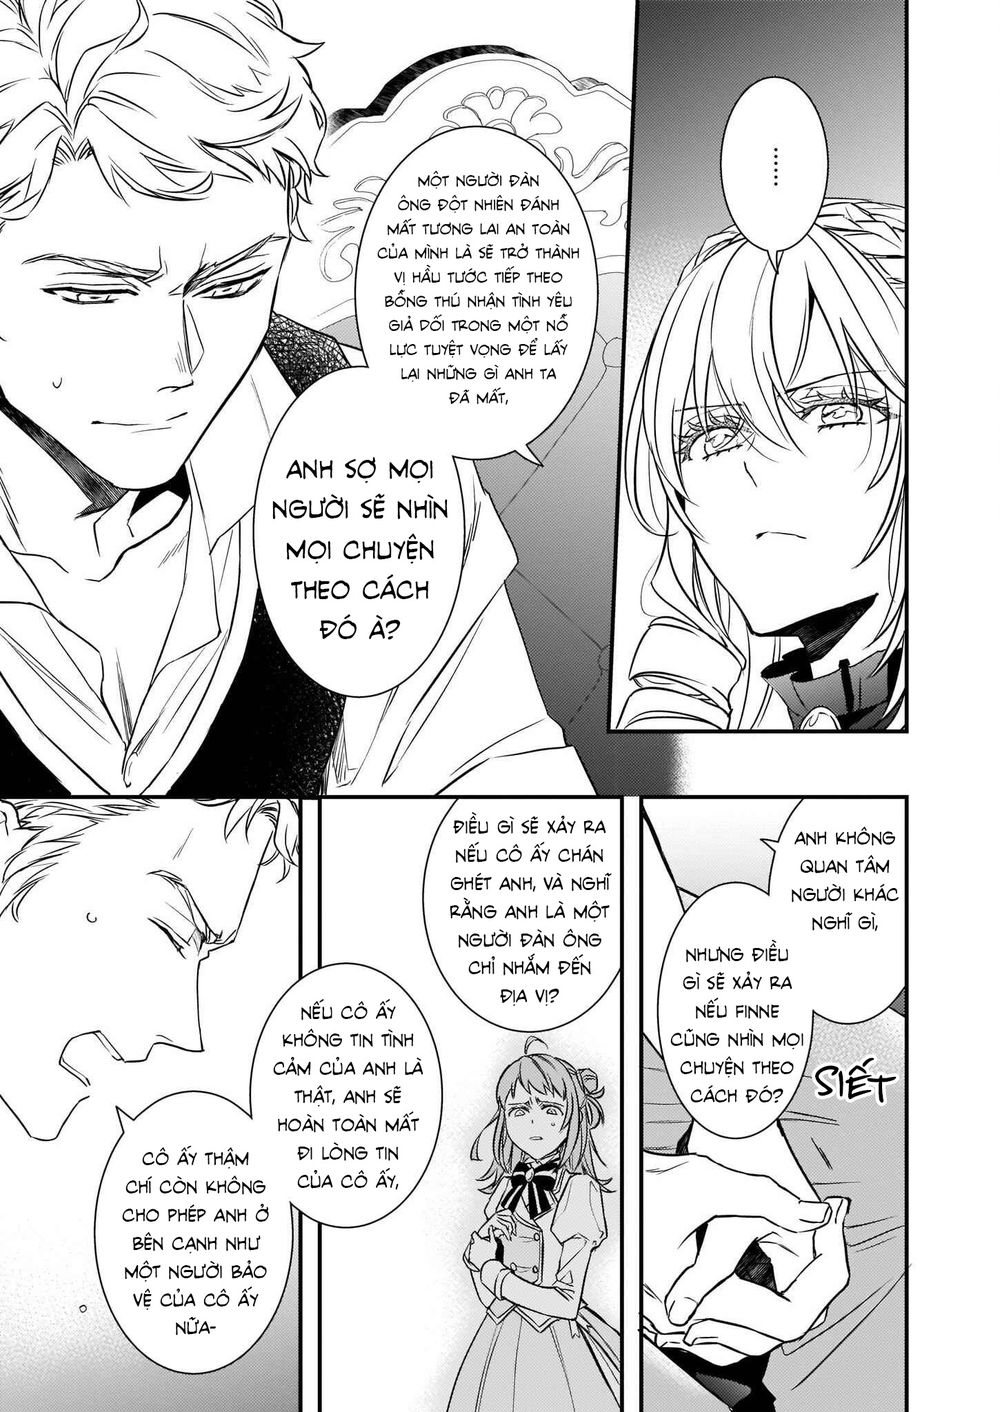 ........
MỘT NGƯỜI ĐÀN
ÔNG ĐỘT NHIÊN ĐÁNH
MẤT TƯƠNG LAI AN TOÀN
CỦA MÌNH LÀ SẼ TRỞ THÀNH
VỊ HẦU TƯỚC TIẾP THEO
BỖNG THÚ NHẬN TÌNH YÊU
GIẢ DỐI TRONG MỘT NỖ
LỰC TUYỆT VỌNG ĐỂ LẤY
LẠI NHỮNG GÌ ANH TA
ĐÃ MẤT,
ANH SỢ MỌI
NGƯỜI SẼ NHÌN
MỌI CHUYỆN
THEO CÁCH
ĐÓ À?
ANH KHÔNG
QUAN TÂM
NGƯỜI KHÁC
NGHĨ GÌ,
NHƯNG ĐIỀU
GÌ SẼ XẢY RA
NẾU FINNE
CŨNG NHÌN MỌI
CHUYỆN THEO
CÁCH ĐÓ?
SIẾT
ĐIỀU GÌ SẼ XẢY RA
NẾU CÔ ẤY CHÁN
GHÉT ANH, VÀ NGHĨ
RẰNG ANH LÀ MỘT
NGƯỜI ĐÀN ÔNG
CHỈ NHẮM ĐẾN
ĐỊA VỊ?
NẾU CÔ ẤY
KHÔNG TIN TÌNH
CẢM CỦA ANH LÀ
THẬT, ANH SẼ
HOÀN TOÀN MẤT
ĐI LÒNG TIN
CỦA CÔ ẤY,
CÔ ẤY THẬM
CHÍ CÒN KHÔNG
CHO PHÉP ANH Ở
BÊN CẠNH NHƯ
MỘT NGƯỜI BẢO
VỆ CỦA CÔ ẤY
NỮA-